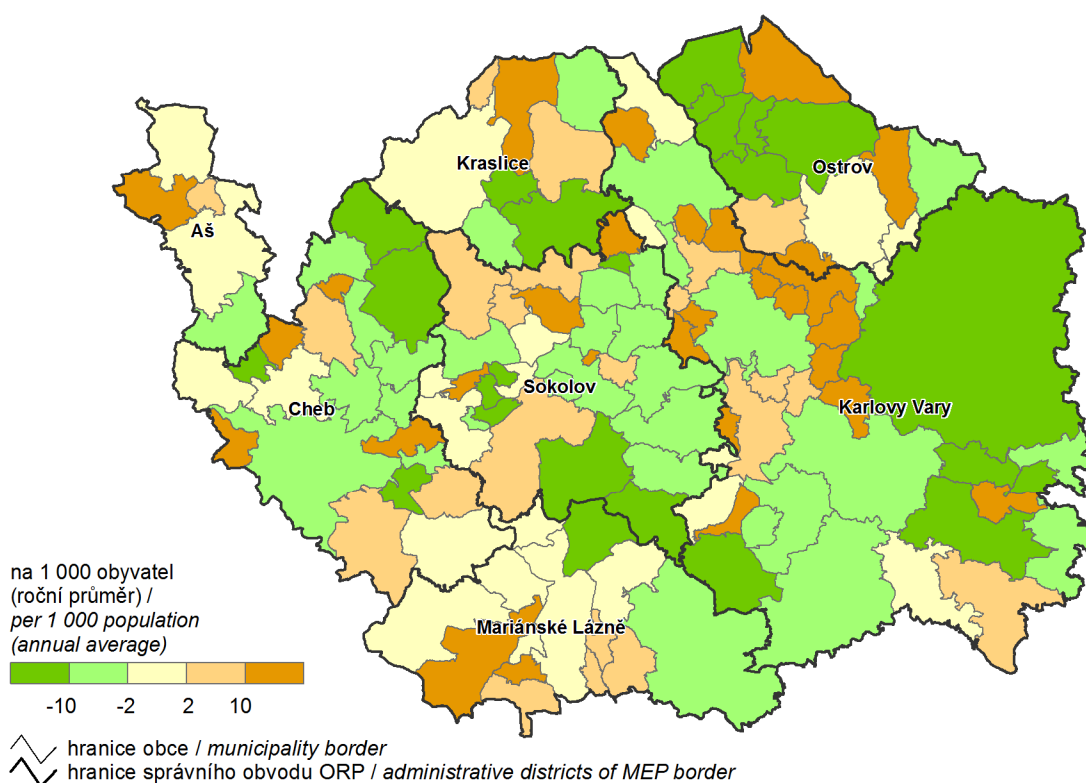 Kraslice
Ostrov
Aš
Sokolov
Cheb
Karlovy Vary
Mariánské Lázně
na 1 000 obyvatel
(roční průměr) /
per 1 000 population
(annual average)
-10 -2 2 10
hranice obce / municipality border
hranice správního obvodu ORP / administrative districts of MEP border